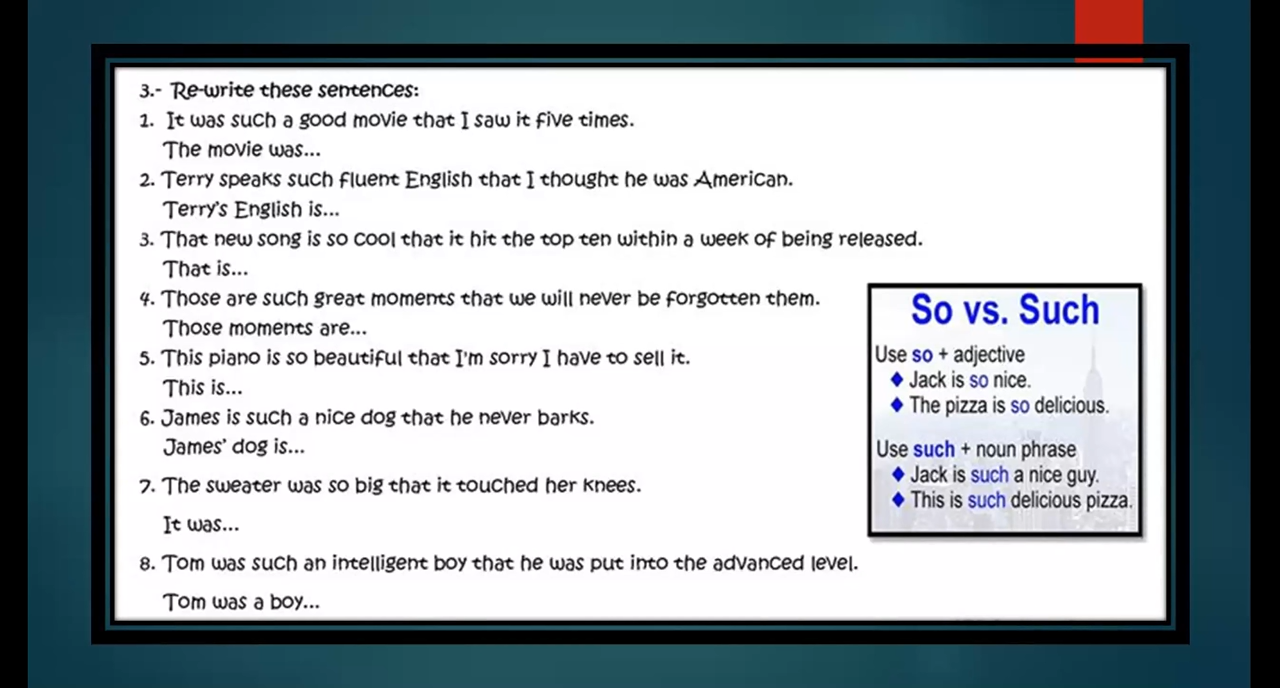 3.- Re-write these sentences:
1. It was such a good movie that I saw it five times.
The movie was...
2. Terry speaks such fluent English that I thought he was American.
Terry's English is...
3. That new song is so cool that it hit the top ten within a week of being released.
That is...
4. Those are such great moments that we will never be forgotten them.
Those moments are...
5. This piano is so beautiful that I'm sorry I have to sell it.
This is...
6. James is such a nice dog that he never barks.
James' dog is...
7. The sweater was so big that it touched her knees.
It was...
8. Tom was such an intelligent boy that he was put into the advanced level.
Tom was a boy...
So vs. Such
Use so + adjective
◆ Jack is so nice.
◆ The pizza is so delicious.
Use such + noun phrase
◆ Jack is such a nice guy.
◆ This is such delicious pizza.